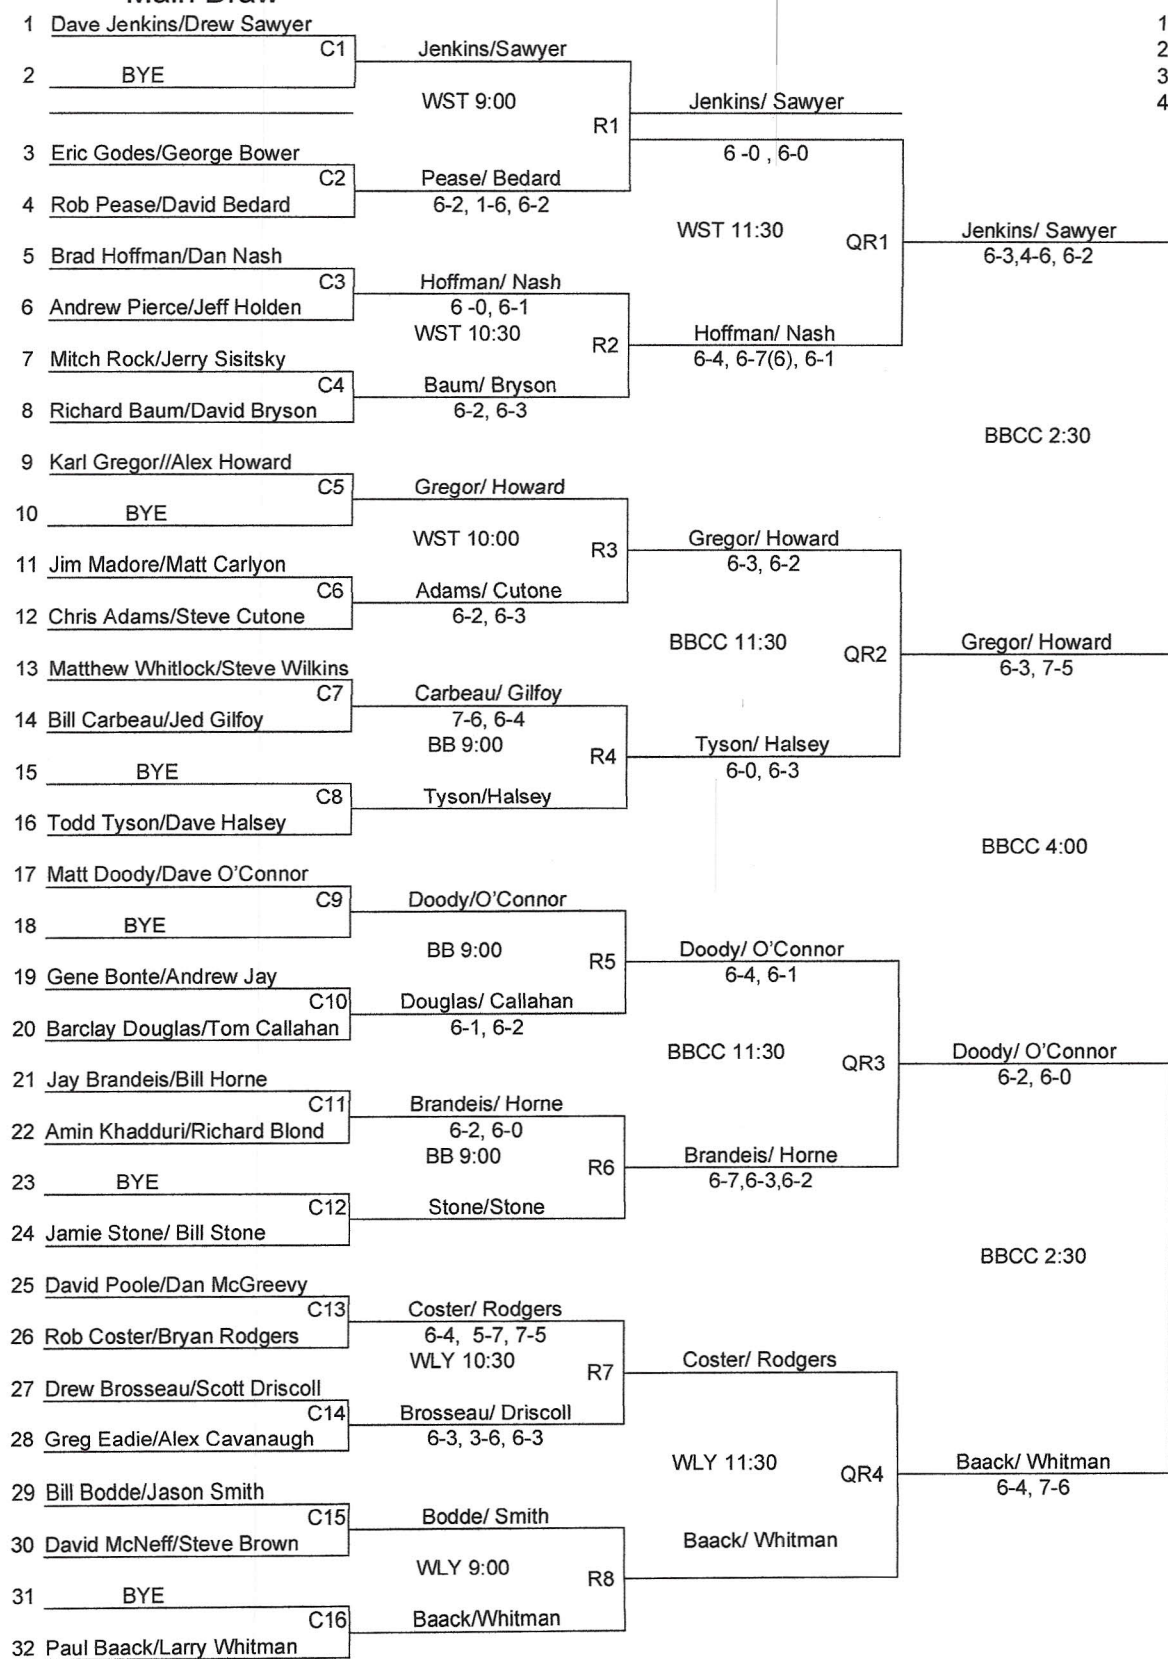 Main Draw
1 Dave Jenkins/Drew Sawyer
C1
2 BYE
Jenkins/Sawyer
WST 9:00
R1
Jenkins/ Sawyer
6 -0 , 6-0
3 Eric Godes/George Bower
C2
4 Rob Pease/David Bedard
Pease/ Bedard
6-2, 1-6, 6-2
WST 11:30
QR1
Jenkins/ Sawyer
6-3,4-6, 6-2
5 Brad Hoffman/Dan Nash
C3
6 Andrew Pierce/Jeff Holden
Hoffman/ Nash
6 -0, 6-1
WST 10:30
R2
Hoffman/ Nash
6-4, 6-7(6), 6-1
7 Mitch Rock/Jerry Sisitsky
C4
8 Richard Baum/David Bryson
Baum/ Bryson
6-2, 6-3
BBCC 2:30
9 Karl Gregor//Alex Howard
C5
10 BYE
Gregor/ Howard
WST 10:00
R3
Gregor/ Howard
6-3, 6-2
11 Jim Madore/Matt Carlyon
C6
12 Chris Adams/Steve Cutone
Adams/ Cutone
6-2, 6-3
BBCC 11:30
QR2
Gregor/ Howard
6-3, 7-5
13 Matthew Whitlock/Steve Wilkins
C7
14 Bill Carbeau/Jed Gilfoy
Carbeau/ Gilfoy
7-6, 6-4
BB 9:00
R4
Tyson/ Halsey
6-0, 6-3
15 BYE
C8
16 Todd Tyson/Dave Halsey
Tyson/Halsey
BBCC 4:00
17 Matt Doody/Dave O'Connor
C9
18 BYE
Doody/O'Connor
BB 9:00
R5
Doody/ O'Connor
6-4, 6-1
19 Gene Bonte/Andrew Jay
C10
20 Barclay Douglas/Tom Callahan
Douglas/ Callahan
6-1, 6-2
BBCC 11:30
QR3
Doody/ O'Connor
6-2, 6-0
21 Jay Brandeis/Bill Horne
C11
22 Amin Khadduri/Richard Blond
Brandeis/ Horne
6-2, 6-0
BB 9:00
R6
Brandeis/ Horne
6-7,6-3,6-2
23 BYE
C12
24 Jamie Stone/ Bill Stone
Stone/Stone
BBCC 2:30
25 David Poole/Dan McGreevy
C13
26 Rob Coster/Bryan Rodgers
Coster/ Rodgers
6-4, 5-7, 7-5
WLY 10:30
R7
Coster/ Rodgers
27 Drew Brosseau/Scott Driscoll
C14
28 Greg Eadie/Alex Cavanaugh
Brosseau/ Driscoll
6-3, 3-6, 6-3
WLY 11:30
QR4
Baack/ Whitman
6-4, 7-6
29 Bill Bodde/Jason Smith
C15
30 David McNeff/Steve Brown
Bodde/ Smith
WLY 9:00
R8
Baack/ Whitman
31 BYE
C16
32 Paul Baack/Larry Whitman
Baack/Whitman
1
2
3
4